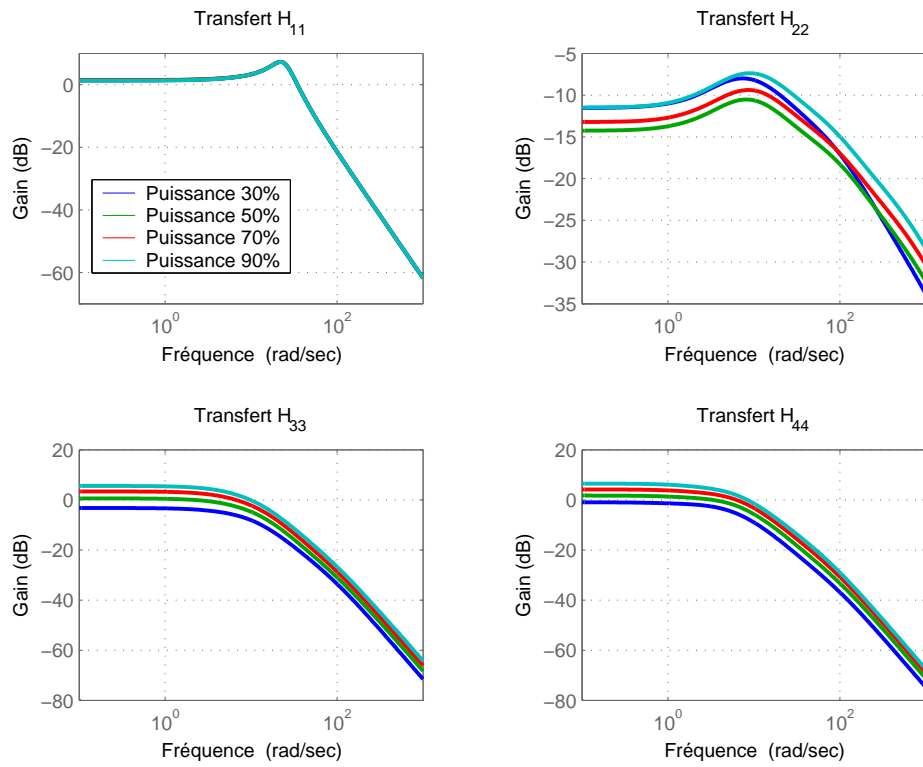 Transfert H11
Gain (dB)
0
−20
−40
−60
Puissance 30%
Puissance 50%
Puissance 70%
Puissance 90%
10^0
10^2
Fréquence (rad/sec)
Transfert H22
Gain (dB)
−5
−10
−15
−20
−25
−30
−35
10^0
10^2
Fréquence (rad/sec)
Transfert H33
Gain (dB)
20
0
−20
−40
−60
−80
10^0
10^2
Fréquence (rad/sec)
Transfert H44
Gain (dB)
20
0
−20
−40
−60
−80
10^0
10^2
Fréquence (rad/sec)